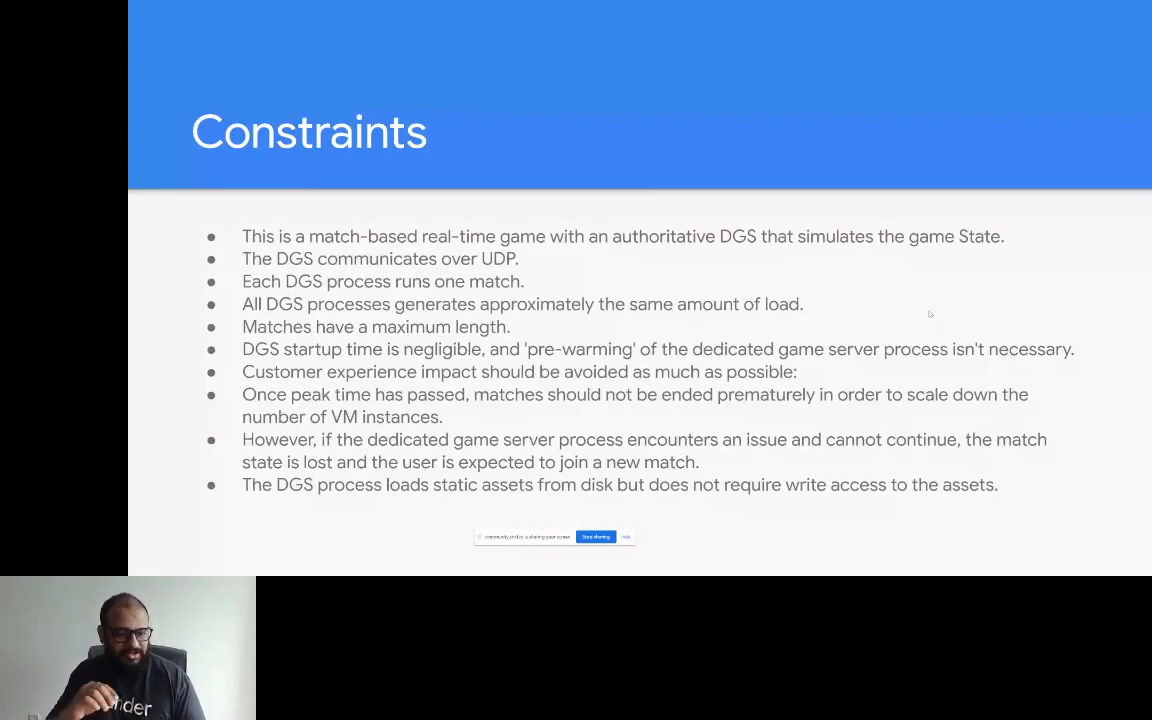 Constraints
● This is a match-based real-time game with an authoritative DGS that simulates the game State.
● The DGS communicates over UDP.
● Each DGS process runs one match.
● All DGS processes generates approximately the same amount of load.
● Matches have a maximum length.
● DGS startup time is negligible, and 'pre-warming' of the dedicated game server process isn't necessary.
● Customer experience impact should be avoided as much as possible:
● Once peak time has passed, matches should not be ended prematurely in order to scale down the
number of VM instances.
● However, if the dedicated game server process encounters an issue and cannot continue, the match
state is lost and the user is expected to join a new match.
● The DGS process loads static assets from disk but does not require write access to the assets.
is sharing your screen Stop sharing Hide